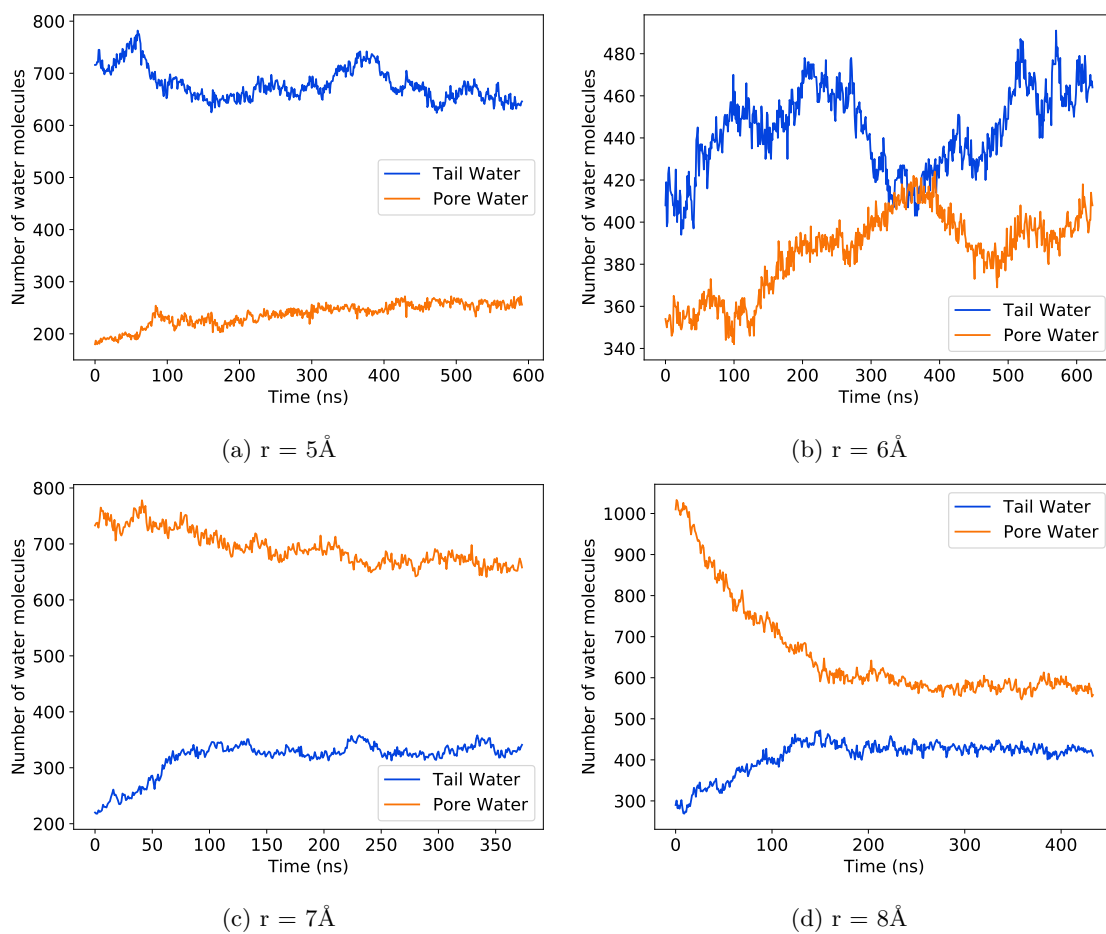 800
700
600
500
400
300
200
Number of water molecules
0 100 200 300 400 500 600
Time (ns)
Tail Water
Pore Water
(a) r = 5Å
480
460
440
420
400
380
360
340
Number of water molecules
0 100 200 300 400 500 600
Time (ns)
Tail Water
Pore Water
(b) r = 6Å
800
700
600
500
400
300
200
Number of water molecules
0 50 100 150 200 250 300 350
Time (ns)
Tail Water
Pore Water
(c) r = 7Å
1000
900
800
700
600
500
400
300
Number of water molecules
0 100 200 300 400
Time (ns)
Tail Water
Pore Water
(d) r = 8Å